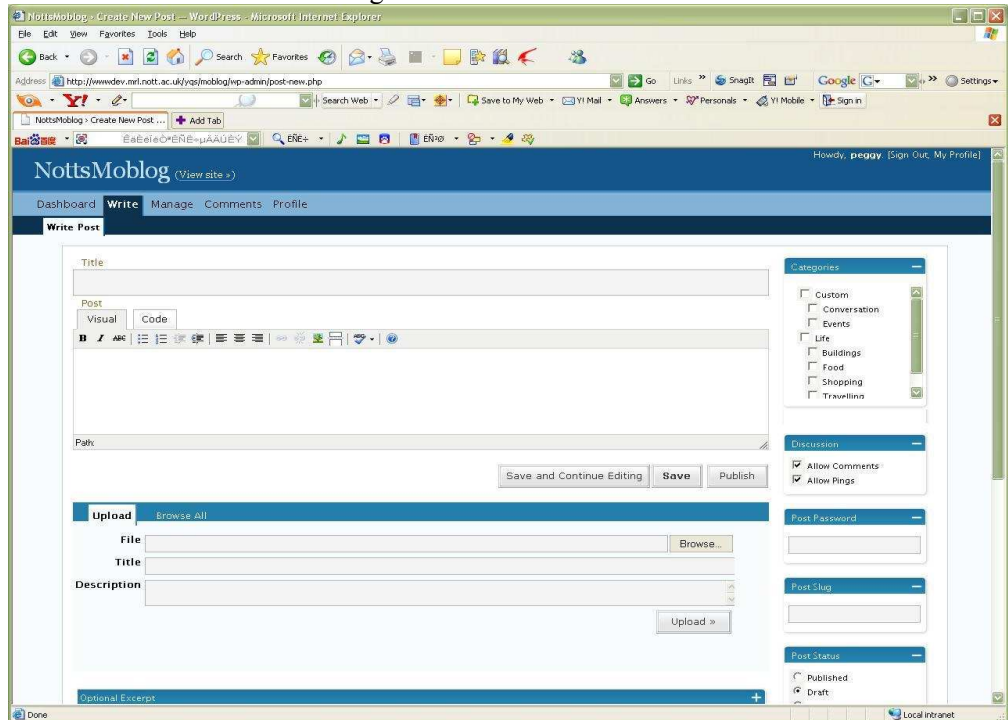 NottsMoblog › Create New Post — WordPress - Microsoft Internet Explorer
File Edit View Favorites Tools Help
Back Search Favorites
Address http://wwwdev.mrl.nott.ac.uk/yqs/moblog/wp-admin/post-new.php Go Links » SnagIt Google G Settings
Y! Search Web Save to My Web Y! Mail Answers Personals Y! Mobile Sign in
NottsMoblog › Create New Post ... Add Tab
Bai百度
Howdy, peggy. [Sign Out, My Profile]
NottsMoblog (View site »)
Dashboard Write Manage Comments Profile
Write Post
Title
Post
Visual Code
B I ABC
Path:
Save and Continue Editing Save Publish
Upload Browse All
File Browse...
Title
Description
Upload »
Optional Excerpt +
Categories
Custom
Conversation
Events
Life
Buildings
Food
Shopping
Travelling
Discussion
Allow Comments
Allow Pings
Post Password
Post Slug
Post Status
Published
Draft
Done Local intranet